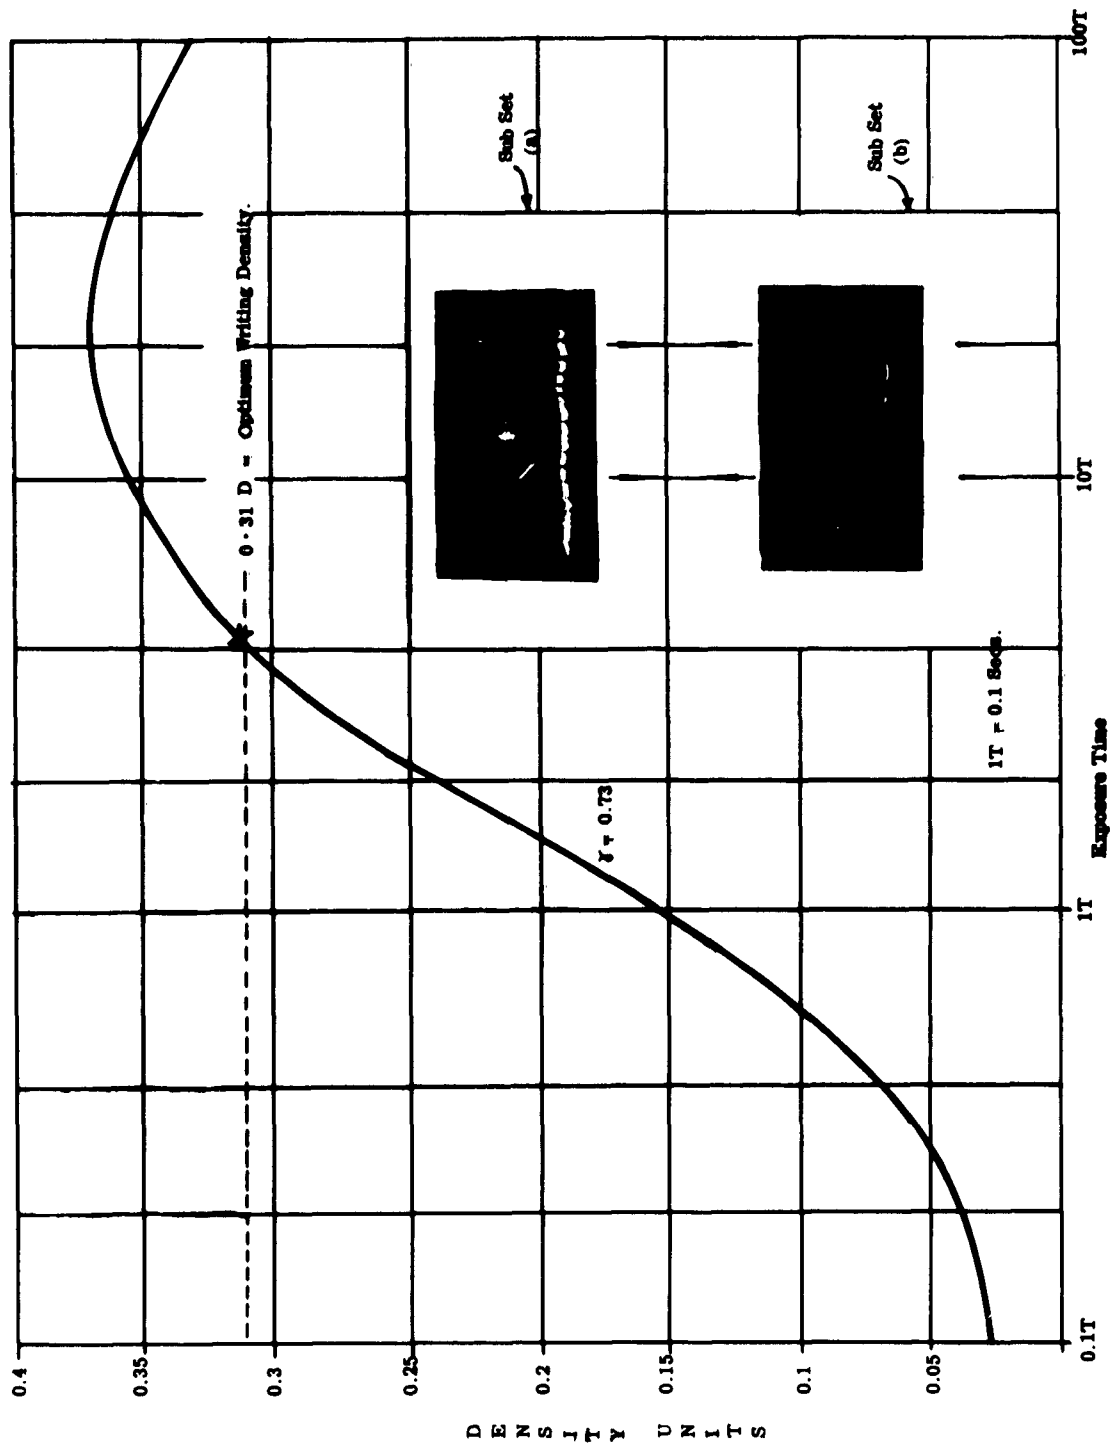 0.4
0.35
0.3
0.25
0.2
0.15
0.1
0.05
DENSITY UNITS
0.1T
1T
10T
100T
Exposure Time
0·31 D = Optimum Writing Density.
Sub Set
(a)
Sub Set
(b)
γ = 0.73
1T = 0.1 Secs.